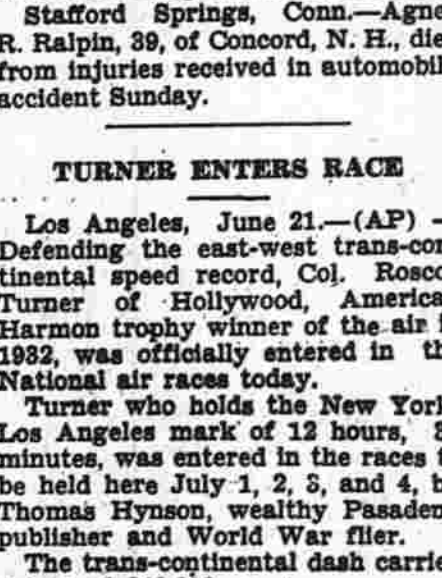 Stafford Springs, Conn.—Agne
R. Ralpin, 39, of Concord, N. H., die
from injuries received in automobil
accident Sunday.
TURNER ENTERS RACE
Los Angeles, June 21.—(AP) –
Defending the east-west trans-con
tinental speed record, Col. Rosco
Turner of Hollywood, America
Harmon trophy winner of the air i
1932, was officially entered in th
National air races today.
Turner who holds the New York
Los Angeles mark of 12 hours,
minutes, was entered in the races t
be held here July 1, 2, 3, and 4, b
Thomas Hynson, wealthy Pasaden
publisher and World War flier.
The trans-continental dash carrie